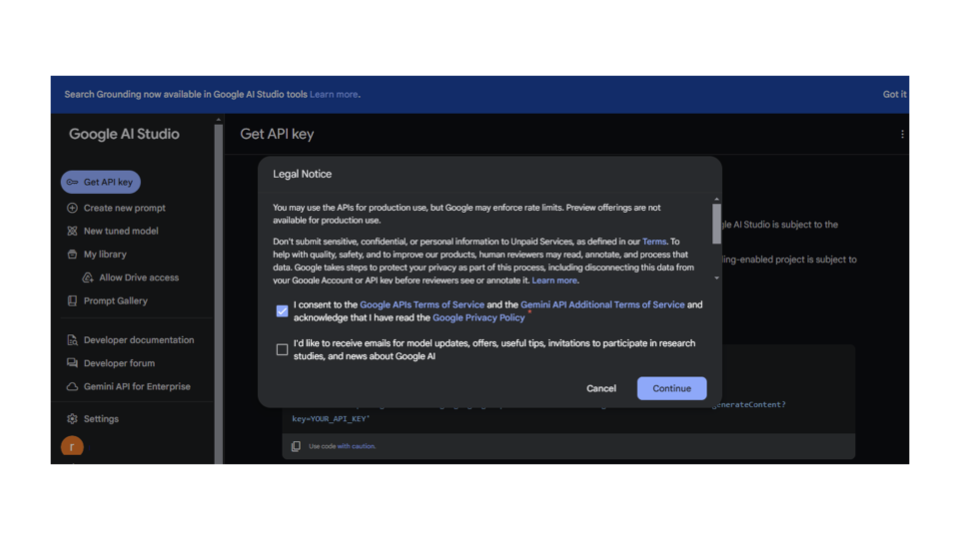 Search Grounding now available in Google AI Studio tools Learn more.
Got it
Google AI Studio
Get API key
Create new prompt
New tuned model
My library
Allow Drive access
Prompt Gallery
Developer documentation
Developer forum
Gemini API for Enterprise
Settings
r
Get API key
Legal Notice
You may use the APIs for production use, but Google may enforce rate limits. Preview offerings are not
available for production use.
Don't submit sensitive, confidential, or personal information to Unpaid Services, as defined in our Terms. To
help with quality, safety, and to improve our products, human reviewers may read, annotate, and process that
data. Google takes steps to protect your privacy as part of this process, including disconnecting this data from
your Google Account or API key before reviewers see or annotate it. Learn more.
I consent to the Google APIs Terms of Service and the Gemini API Additional Terms of Service and
acknowledge that I have read the Google Privacy Policy *
I'd like to receive emails for model updates, offers, useful tips, invitations to participate in research
studies, and news about Google AI
Cancel
Continue
gle AI Studio is subject to the
ling-enabled project is subject to
generateContent?
key=YOUR_API_KEY'
Use code with caution.